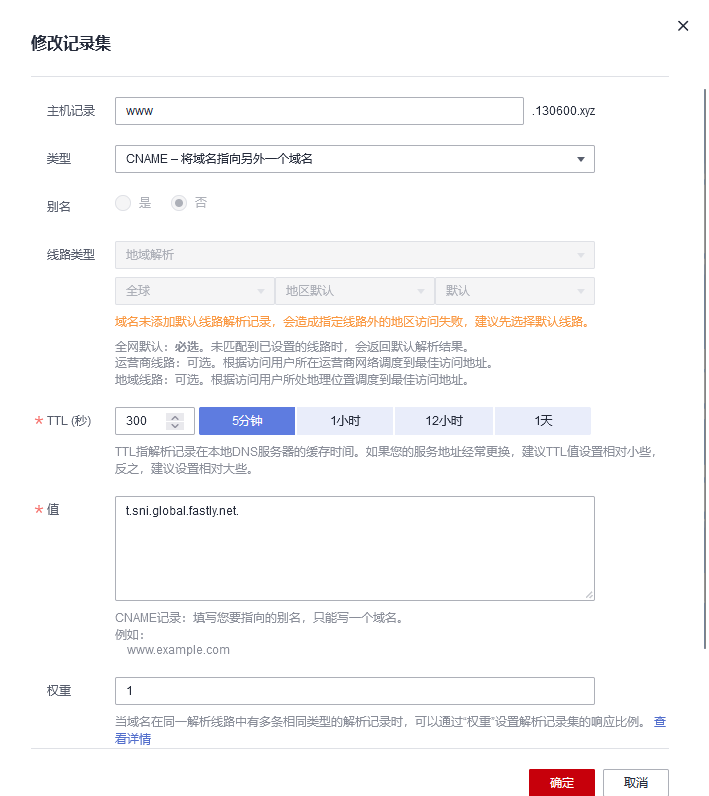 修改记录集
主机记录
www
.130600.xyz
类型
CNAME – 将域名指向另外一个域名
别名
是
否
线路类型
地域解析
全球
地区默认
默认
域名未添加默认线路解析记录，会造成指定线路外的地区访问失败，建议先选择默认线路。
全网默认：必选。未匹配到已设置的线路时，会返回默认解析结果。
运营商线路：可选。根据访问用户所在运营商网络调度到最佳访问地址。
地域线路：可选。根据访问用户所处地理位置调度到最佳访问地址。
* TTL (秒)
300
5分钟
1小时
12小时
1天
TTL指解析记录在本地DNS服务器的缓存时间。如果您的服务地址经常更换，建议TTL值设置相对小些，
反之，建议设置相对大些。
* 值
t.sni.global.fastly.net.
CNAME记录：填写您要指向的别名，只能写一个域名。
例如：
www.example.com
权重
1
当域名在同一解析线路中有多条相同类型的解析记录时，可以通过“权重”设置解析记录集的响应比例。 查
看详情
确定
取消